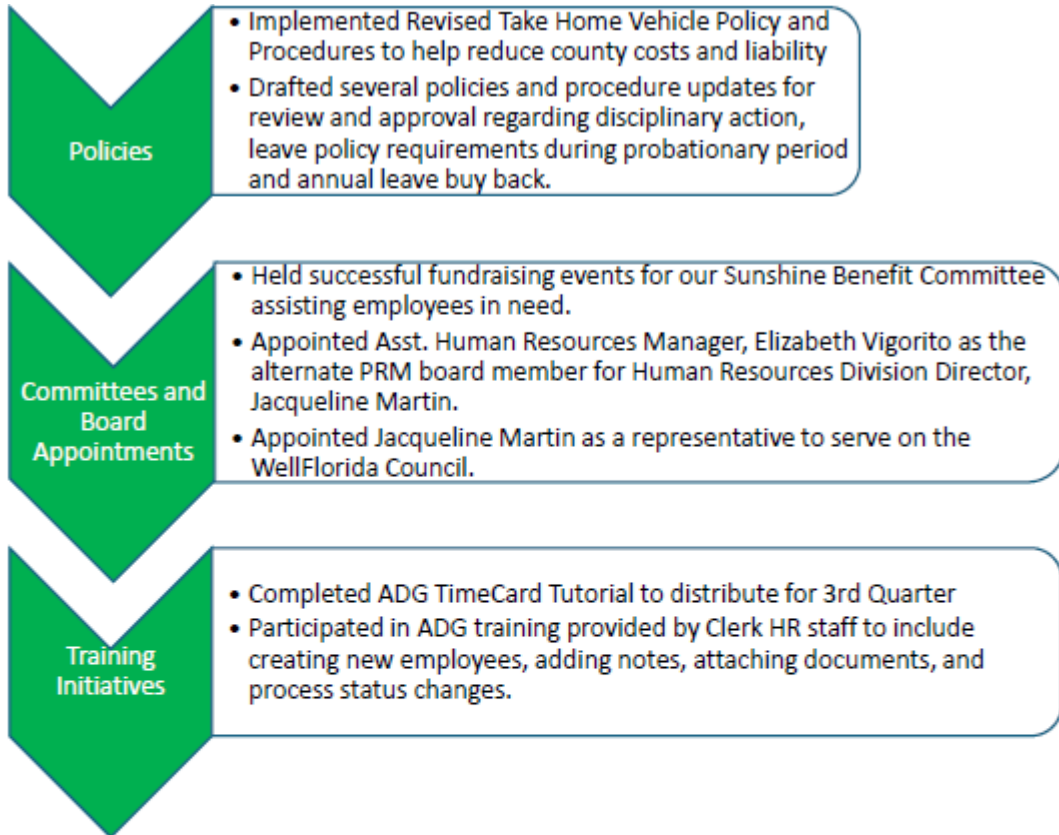 Policies
• Implemented Revised Take Home Vehicle Policy and
Procedures to help reduce county costs and liability
• Drafted several policies and procedure updates for
review and approval regarding disciplinary action,
leave policy requirements during probationary period
and annual leave buy back.
Committees and
Board
Appointments
• Held successful fundraising events for our Sunshine Benefit Committee
assisting employees in need.
• Appointed Asst. Human Resources Manager, Elizabeth Vigorito as the
alternate PRM board member for Human Resources Division Director,
Jacqueline Martin.
• Appointed Jacqueline Martin as a representative to serve on the
WellFlorida Council.
Training
Initiatives
• Completed ADG TimeCard Tutorial to distribute for 3rd Quarter
• Participated in ADG training provided by Clerk HR staff to include
creating new employees, adding notes, attaching documents, and
process status changes.